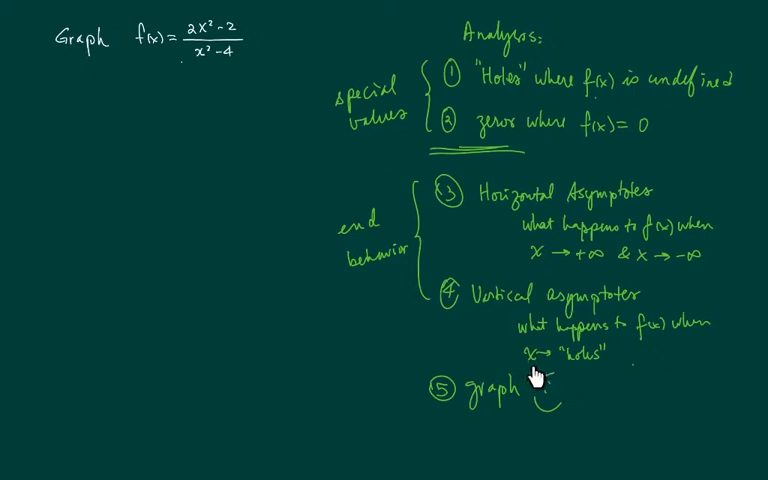 Graph f(x) = 2x² - 2 / x² - 4
Analysis:
special values
① "Holes" where f(x) is undefined
② zeros where f(x) = 0
end behavior
③ Horizontal Asymptotes
what happens to f(x) when
x → +∞ & x → -∞
④ Vertical asymptotes
what happens to f(x) when
x → "holes"
⑤ graph